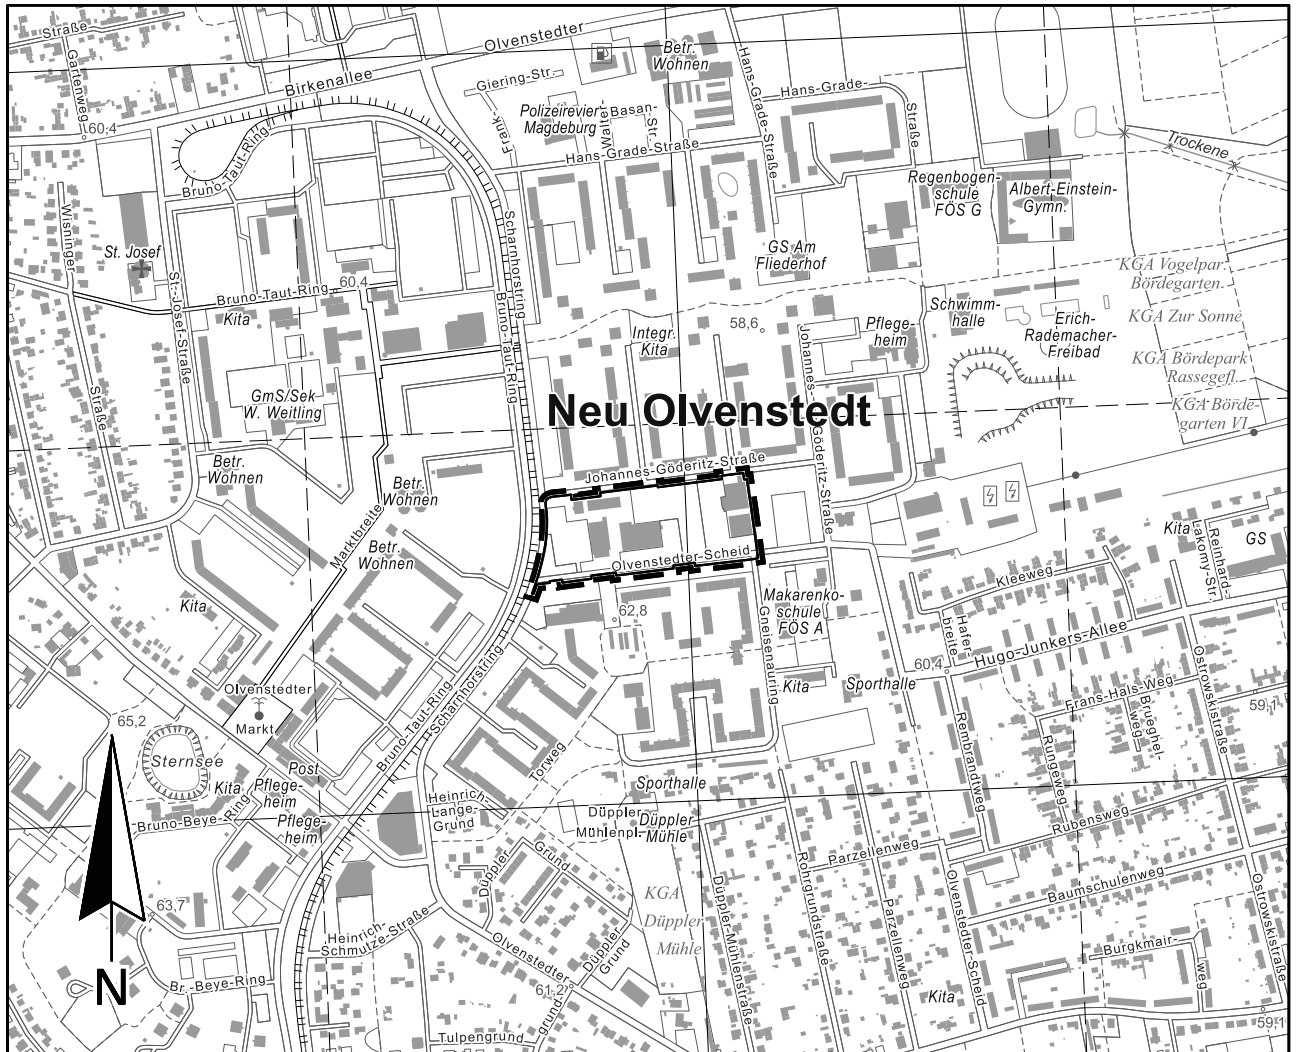 Straße
Gartenweg
60,4
Birkenallee
Olvenstedter
Giering-Str.
Frank-
Betr.
Wohnen
Polizeirevier
Magdeburg
Walter-
Basan-
Str.
Hans-Grade-Straße
Hans-Grade-Straße
Hans-Grade-
Straße
Trockene
Regenbogen-
schule
FÖS G
Albert-Einstein-
Gymn.
Bruno-Taut-Ring
Wisninger
Straße
St. Josef
St.-Josef-Straße
Bruno-Taut-Ring
60,4
Kita
Scharnhorstring
Bruno-Taut-Ring
GS Am
Fliederhof
KGA Vogelpar.
Bördegarten
KGA Zur Sonne
KGA Bördepark
Rassegefl.
KGA Börde-
garten VI
Schwimm-
halle
Erich-
Rademacher-
Freibad
Integr.
Kita
58,6
Johannes-Göderitz-Straße
Pflege-
heim
GmS/Sek
W. Weitling
Neu Olvenstedt
Betr.
Wohnen
Betr.
Wohnen
Betr.
Wohnen
Marktbreite
Johannes-Göderitz-Straße
Olvenstedter-Scheid
Kita
Reinhard-
Lakomy-Str.
GS
Kleeweg
Hafer-
breite
Hugo-Junkers-Allee
Makarenko-
schule
FÖS A
62,8
Gneisenauring
Kita
Kita
Sporthalle
60,4
Olvenstedter
Markt
65,2
Sternsee
Kita
Pflege-
heim
Post
Pflege-
heim
Bruno-Beye-Ring
Bruno-Taut-Ring
Scharnhorstring
Torweg
Heinrich-
Lange-
Grund
Sporthalle
Düppler
Mühlenpl.
Düppler
Mühle
Rembrandtweg
Frans-Hals-Weg
Rungeweg
Brueghel-
weg
Ostrowskistraße
59,1
Rubensweg
Parzellenweg
Baumschulenweg
Düppler
Grund
Düppler
Grund
KGA
Düppler
Mühle
Düppler-Mühlenstraße
Rohrgrundstraße
Parzellenweg
Olvenstedter-Scheid
Ostrowskistraße
63,7
N
Br.-Beye-Ring
Heinrich-
Schmutze-Straße
Olvenstedter
grund
61,2
Tulpengrund
Kita
Burgkmair-
weg
59,1